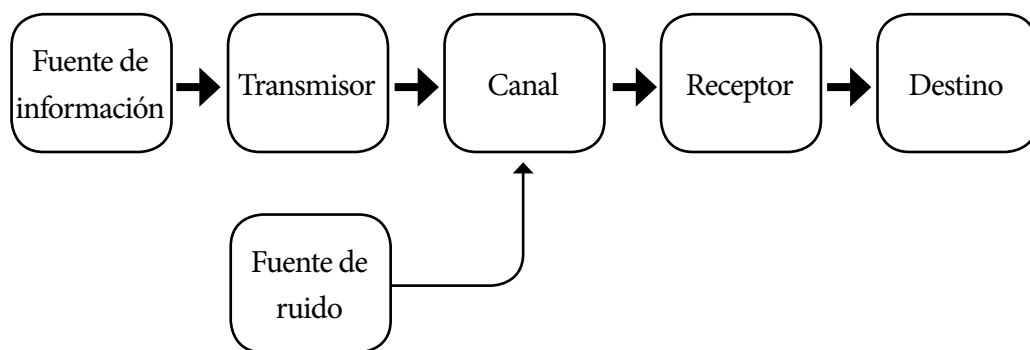 Fuente de
información
Transmisor
Canal
Receptor
Destino
Fuente de
ruido